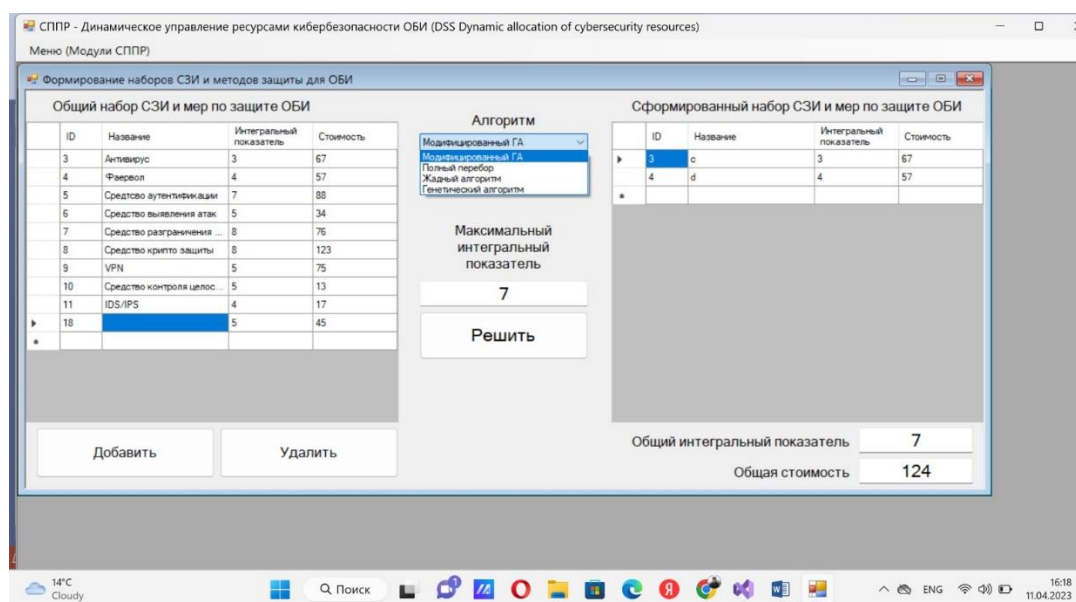 СППР - Динамическое управление ресурсами кибербезопасности ОБИ (DSS Dynamic allocation of cybersecurity resources)
Меню (Модули СППР)
Формирование наборов СЗИ и методов защиты для ОБИ
Общий набор СЗИ и мер по защите ОБИ
ID Название Интегральный показатель Стоимость
3 Антивирус 3 67
4 Фаервол 4 57
5 Средтсво аутентификации 7 88
6 Средство выявления атак 5 34
7 Средство разграничения ... 8 76
8 Средство крипто защиты 8 123
9 VPN 5 75
10 Средство контроля целос... 5 13
11 IDS/IPS 4 17
18 5 45
Добавить Удалить
Алгоритм
Модифицированный ГА
Модифицированный ГА
Полный перебор
Жадный алгоритм
Генетический алгоритм
Максимальный
интегральный
показатель
7
Решить
Сформированный набор СЗИ и мер по защите ОБИ
ID Название Интегральный показатель Стоимость
3 c 3 67
4 d 4 57
Общий интегральный показатель 7
Общая стоимость 124
14°C
Cloudy
Поиск
ENG
16:18
11.04.2023